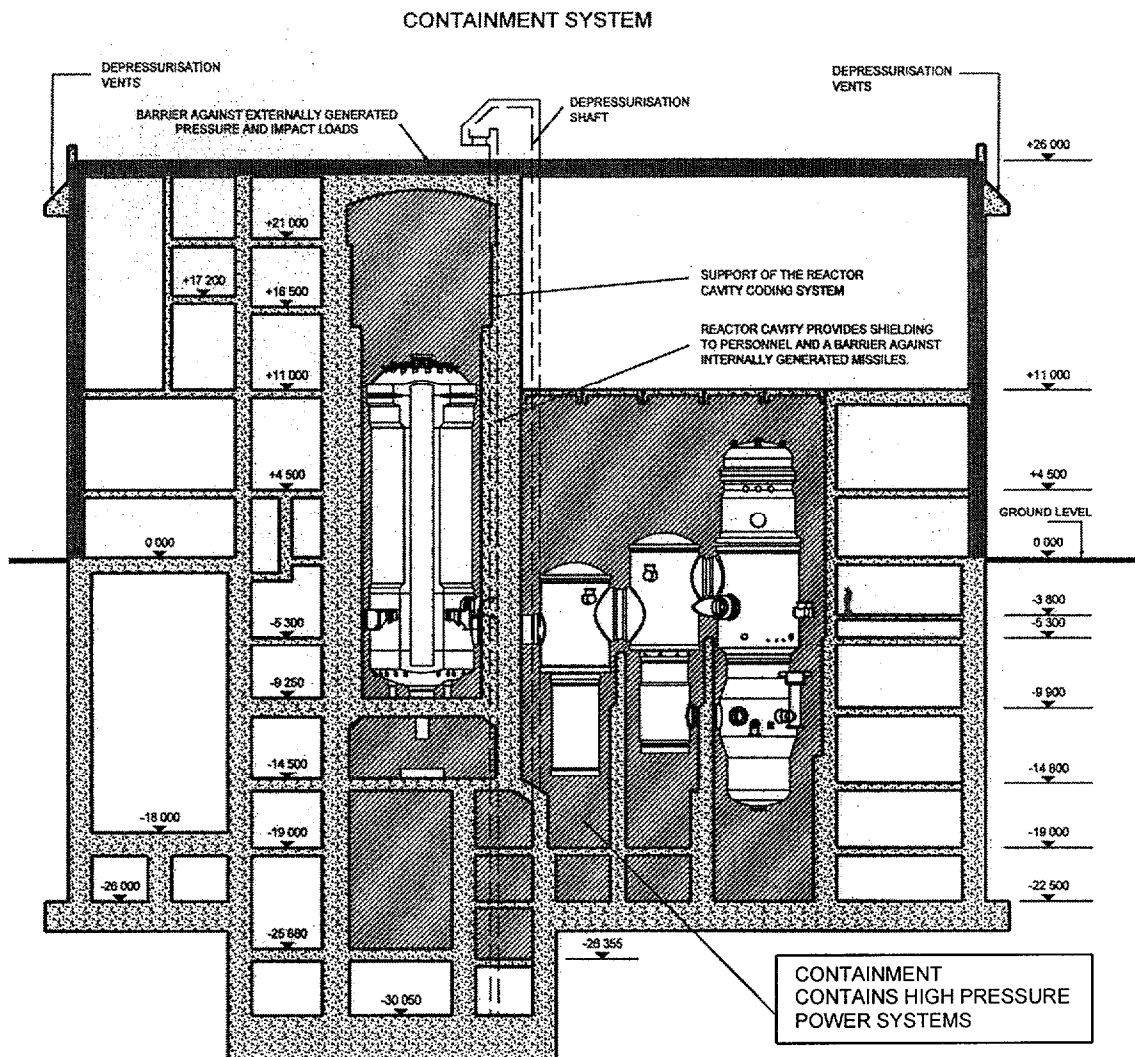 CONTAINMENT SYSTEM
DEPRESSURISATION
VENTS
DEPRESSURISATION
VENTS
BARRIER AGAINST EXTERNALLY GENERATED
PRESSURE AND IMPACT LOADS
DEPRESSURISATION
SHAFT
+26 000
+21 000
+17 200
+16 500
SUPPORT OF THE REACTOR
CAVITY CODING SYSTEM
REACTOR CAVITY PROVIDES SHIELDING
TO PERSONNEL AND A BARRIER AGAINST
INTERNALLY GENERATED MISSILES.
+11 000
+11 000
+4 500
+4 500
GROUND LEVEL
0 000
0 000
-3 800
-5 300
-5 300
-9 250
-9 900
-14 500
-14 800
-18 000
-19 000
-19 000
-26 000
-22 500
-25 680
-26 355
-30 050
CONTAINMENT
CONTAINS HIGH PRESSURE
POWER SYSTEMS